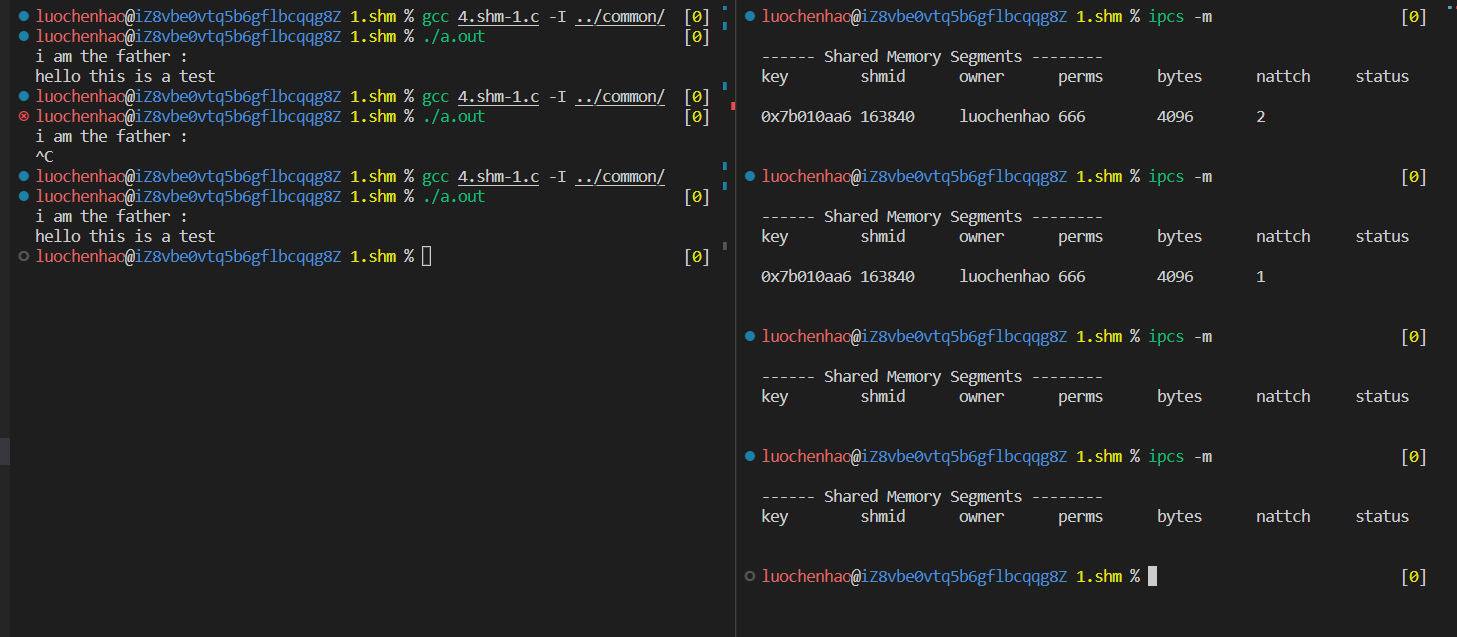 luochenhao@iZ8vbe0vtq5b6gflbcqqg8Z 1.shm % gcc 4.shm-1.c -I ../common/ [0]
luochenhao@iZ8vbe0vtq5b6gflbcqqg8Z 1.shm % ./a.out [0]
i am the father :
hello this is a test
luochenhao@iZ8vbe0vtq5b6gflbcqqg8Z 1.shm % gcc 4.shm-1.c -I ../common/ [0]
luochenhao@iZ8vbe0vtq5b6gflbcqqg8Z 1.shm % ./a.out [0]
i am the father :
^C
luochenhao@iZ8vbe0vtq5b6gflbcqqg8Z 1.shm % gcc 4.shm-1.c -I ../common/
luochenhao@iZ8vbe0vtq5b6gflbcqqg8Z 1.shm % ./a.out [0]
i am the father :
hello this is a test
luochenhao@iZ8vbe0vtq5b6gflbcqqg8Z 1.shm % [0]
luochenhao@iZ8vbe0vtq5b6gflbcqqg8Z 1.shm % ipcs -m [0]
------ Shared Memory Segments --------
key shmid owner perms bytes nattch status
0x7b010aa6 163840 luochenhao 666 4096 2
luochenhao@iZ8vbe0vtq5b6gflbcqqg8Z 1.shm % ipcs -m [0]
------ Shared Memory Segments --------
key shmid owner perms bytes nattch status
0x7b010aa6 163840 luochenhao 666 4096 1
luochenhao@iZ8vbe0vtq5b6gflbcqqg8Z 1.shm % ipcs -m [0]
------ Shared Memory Segments --------
key shmid owner perms bytes nattch status
luochenhao@iZ8vbe0vtq5b6gflbcqqg8Z 1.shm % ipcs -m [0]
------ Shared Memory Segments --------
key shmid owner perms bytes nattch status
luochenhao@iZ8vbe0vtq5b6gflbcqqg8Z 1.shm % [0]